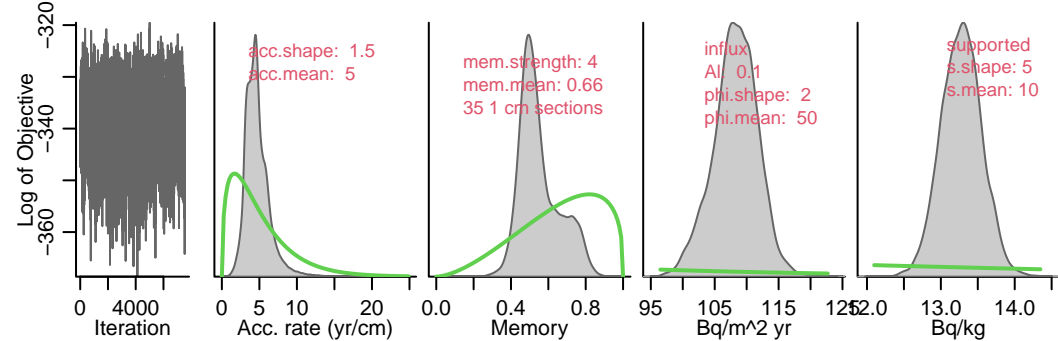 −320
−340
−360
Log of Objective
0 4000
Iteration
acc.shape: 1.5
acc.mean: 5
0 5 10 20
Acc. rate (yr/cm)
mem.strength: 4
mem.mean: 0.66
35 1 cm sections
0.0 0.4 0.8
Memory
influx
Al 0.1
phi.shape: 2
phi.mean: 50
95 107 125
Bq/m^2 yr
supported
s.shape: 5
s.mean: 10
12.0 13.0 14.0
Bq/kg